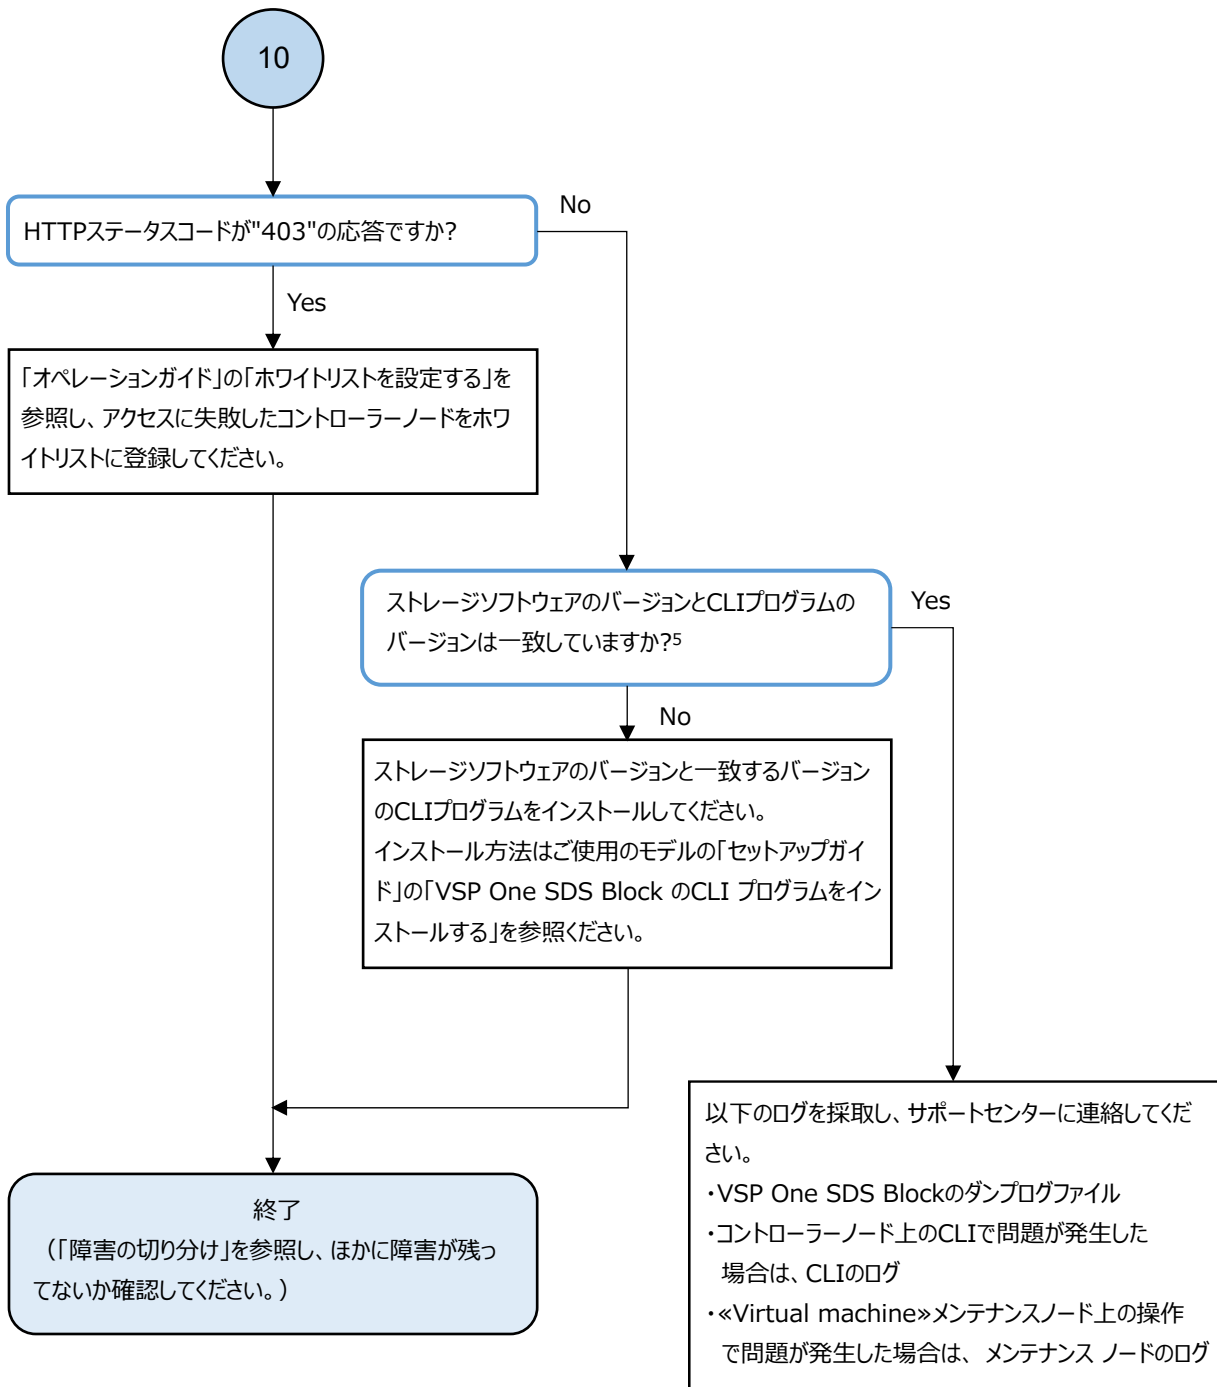 10
HTTPステータスコードが"403"の応答ですか?
No
Yes
「オペレーションガイド」の「ホワイトリストを設定する」を
参照し、アクセスに失敗したコントローラーノードをホワ
イトリストに登録してください。
ストレージソフトウェアのバージョンとCLIプログラムの
バージョンは一致していますか?5
Yes
No
ストレージソフトウェアのバージョンと一致するバージョン
のCLIプログラムをインストールしてください。
インストール方法はご使用のモデルの「セットアップガイ
ド」の「VSP One SDS Block のCLI プログラムをイン
ストールする」を参照ください。
以下のログを採取し、サポートセンターに連絡してくだ
さい。
・VSP One SDS Blockのダンプログファイル
・コントローラーノード上のCLIで問題が発生した
場合は、CLIのログ
・«Virtual machine»メンテナンスノード上の操作
で問題が発生した場合は、メンテナンス ノードのログ
終了
（「障害の切り分け」を参照し、ほかに障害が残っ
てないか確認してください。）